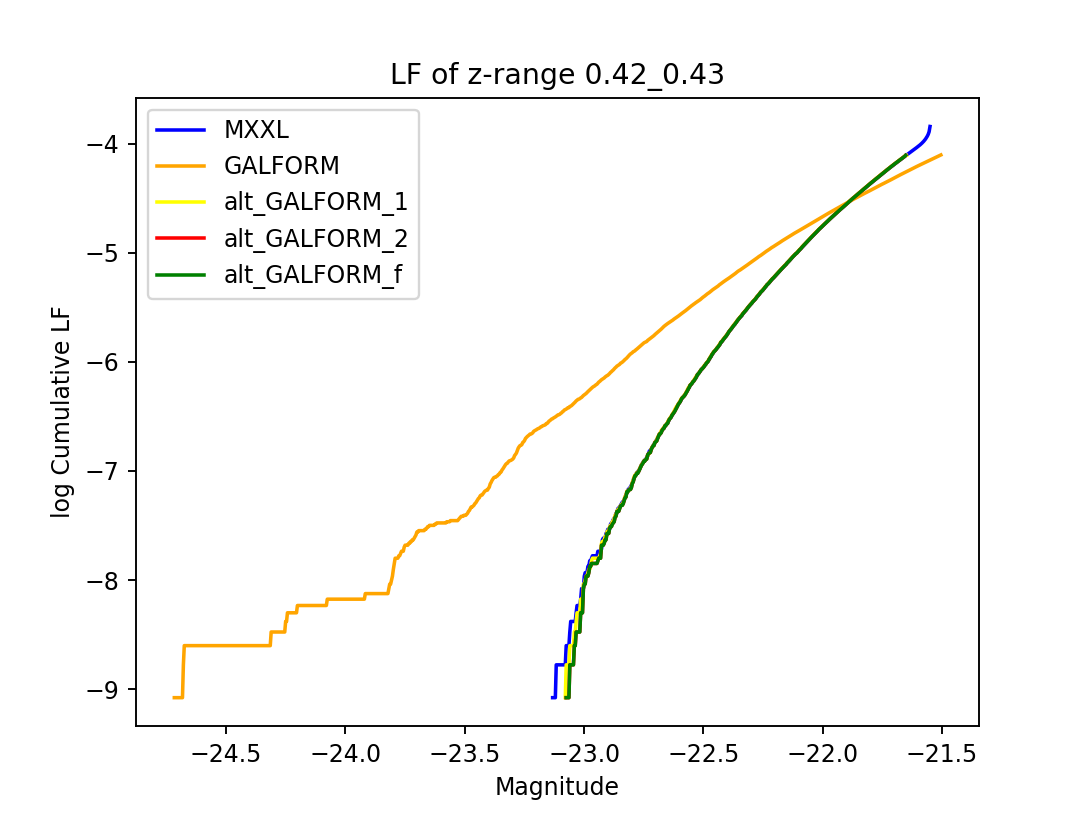 LF of z-range 0.42_0.43
MXXL
GALFORM
alt_GALFORM_1
alt_GALFORM_2
alt_GALFORM_f
log Cumulative LF
−4
−5
−6
−7
−8
−9
−24.5
−24.0
−23.5
−23.0
−22.5
−22.0
−21.5
Magnitude